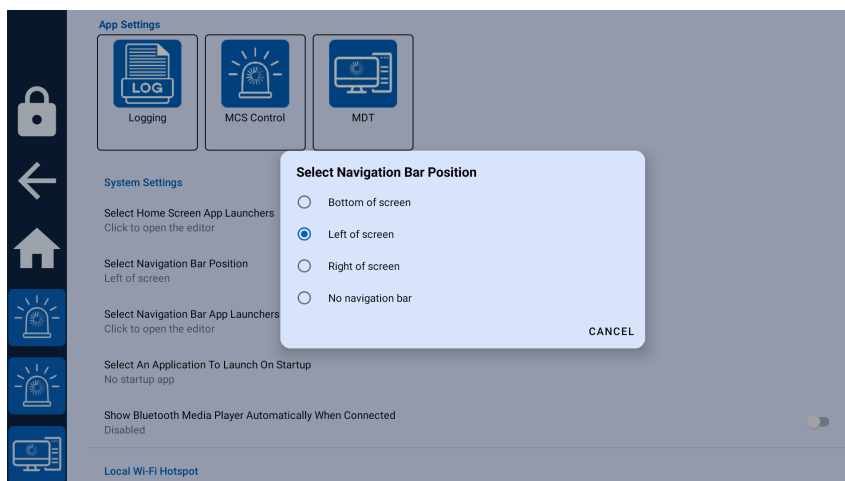 App Settings
LOG
Logging
MCS Control
MDT
System Settings
Select Home Screen App Launchers
Click to open the editor
Select Navigation Bar Position
Left of screen
Select Navigation Bar App Launchers
Click to open the editor
Select An Application To Launch On Startup
No startup app
Show Bluetooth Media Player Automatically When Connected
Disabled
Local Wi-Fi Hotspot
Select Navigation Bar Position
Bottom of screen
Left of screen
Right of screen
No navigation bar
CANCEL